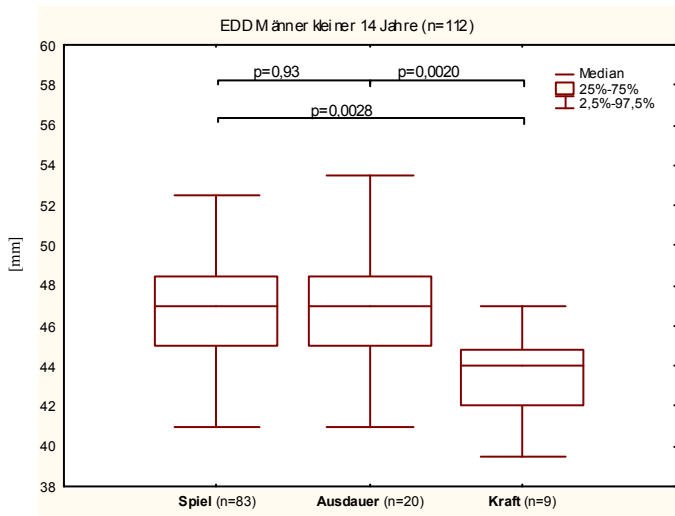 EDD Männer kleiner 14 Jahre (n=112)
60
58
56
54
52
50
48
46
44
42
40
38
[mm]
p=0,93
p=0,0020
p=0,0028
Median
25%-75%
2,5%-97,5%
Spiel (n=83)
Ausdauer (n=20)
Kraft (n=9)